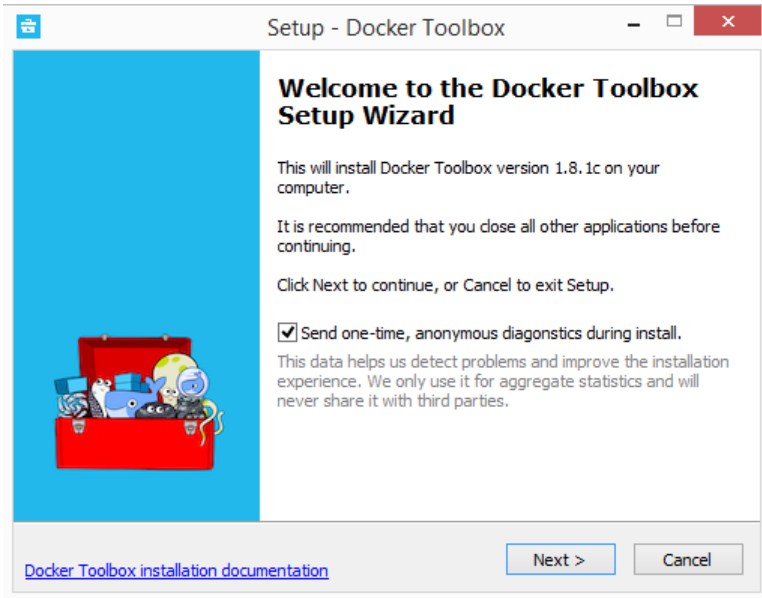 Setup - Docker Toolbox
Welcome to the Docker Toolbox
Setup Wizard
This will install Docker Toolbox version 1.8.1c on your
computer.
It is recommended that you close all other applications before
continuing.
Click Next to continue, or Cancel to exit Setup.
Send one-time, anonymous diagonstics during install.
This data helps us detect problems and improve the installation
experience. We only use it for aggregate statistics and will
never share it with third parties.
Docker Toolbox installation documentation
Next >
Cancel